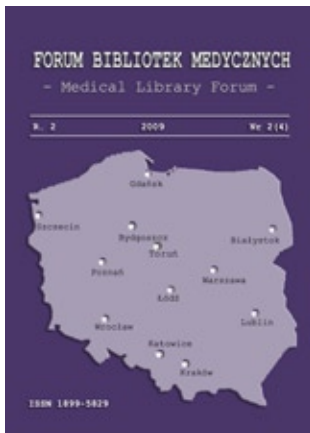 FORUM BIBLIOTEK MEDYCZNYCH
- Medical Library Forum -
R. 2 2009 Nr 2(4)
Gdańsk
Szczecin
Bydgoszcz
Białystok
Toruń
Poznań
Warszawa
Łódź
Lublin
Wrocław
Katowice
Kraków
ISSN 1899-5829